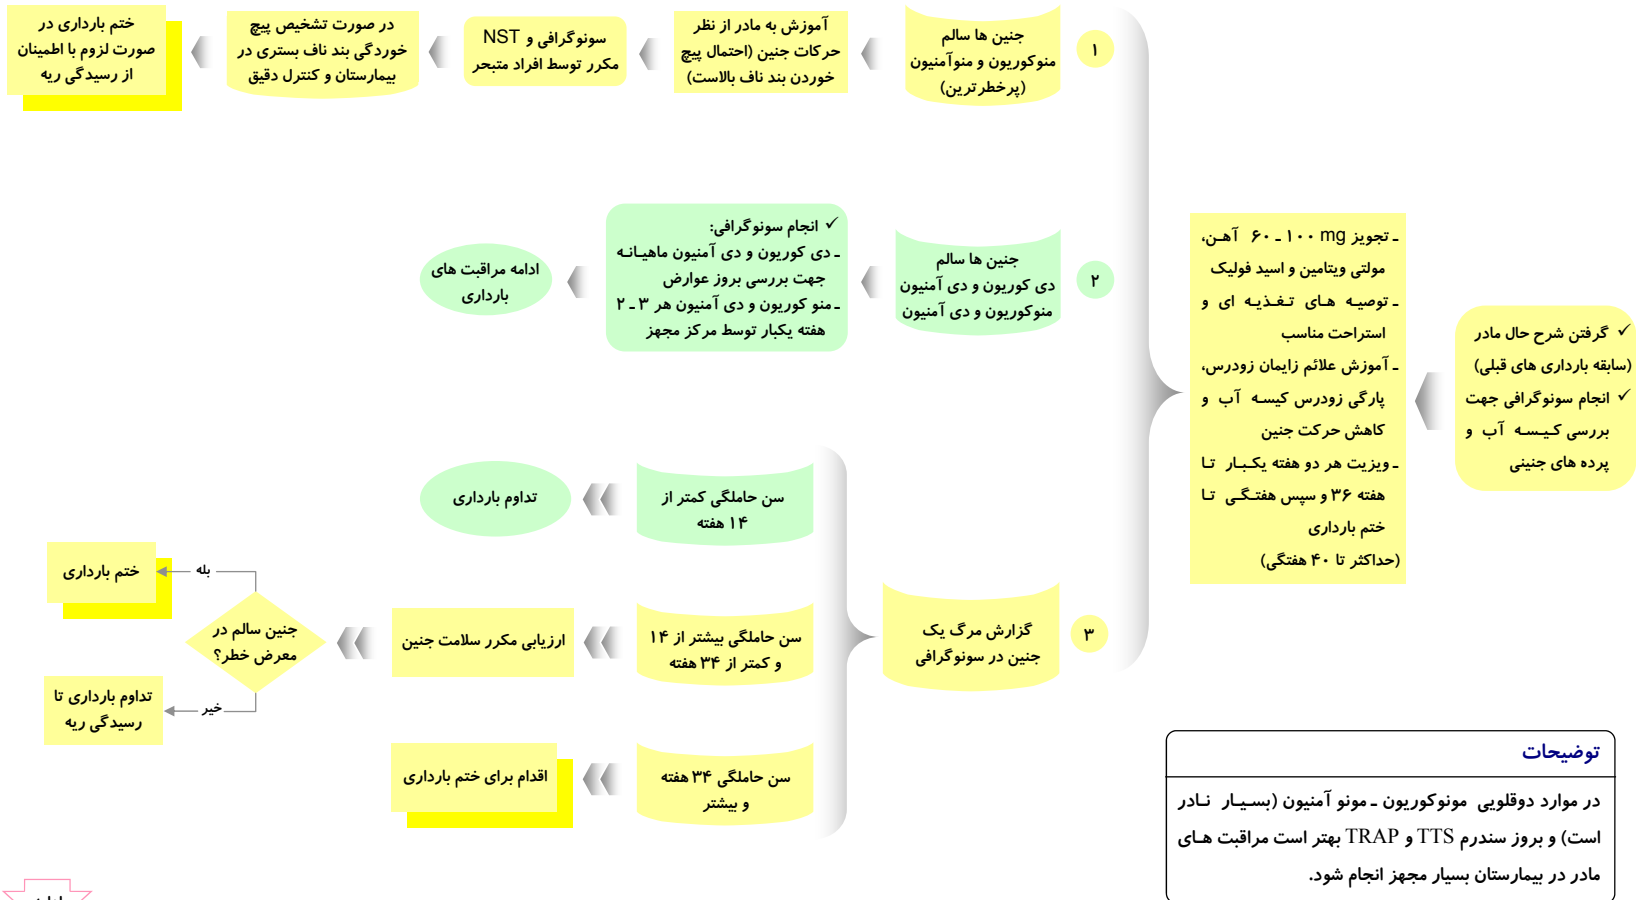 ✓ گرفتن شرح حال مادر
(سابقه بارداری های قبلی)
✓ انجام سونوگرافی جهت
بررسی کیسه آب و
پرده های جنینی
ـ تجویز ۶۰ ـ ۱۰۰ mg آهن،
مولتی ویتامین و اسید فولیک
ـ توصیه های تغذیه ای و
استراحت مناسب
ـ آموزش علائم زایمان زودرس،
پارگی زودرس کیسه آب و
کاهش حرکت جنین
ـ ویزیت هر دو هفته یکبار تا
هفته ۳۶ و سپس هفتگی تا
ختم بارداری
(حداکثر تا ۴۰ هفتگی)
۱
جنین ها سالم
منوکوریون و منوآمنیون
(پرخطرترین)
آموزش به مادر از نظر
حرکات جنین (احتمال پیچ
خوردن بند ناف بالاست)
سونوگرافی و NST
مکرر توسط افراد متبحر
در صورت تشخیص پیچ
خوردگی بند ناف بستری در
بیمارستان و کنترل دقیق
ختم بارداری در
صورت لزوم با اطمینان
از رسیدگی ریه
۲
جنین ها سالم
دی کوریون و دی آمنیون
منوکوریون و دی آمنیون
✓ انجام سونوگرافی:
ـ دی کوریون و دی آمنیون ماهیانه
جهت بررسی بروز عوارض
ـ منو کوریون و دی آمنیون هر ۳ ـ ۲
هفته یکبار توسط مرکز مجهز
ادامه مراقبت های
بارداری
۳
گزارش مرگ یک
جنین در سونوگرافی
سن حاملگی کمتر از
۱۴ هفته
تداوم بارداری
سن حاملگی بیشتر از ۱۴
و کمتر از ۳۴ هفته
ارزیابی مکرر سلامت جنین
جنین سالم در
معرض خطر؟
بله
ختم بارداری
خیر
تداوم بارداری تا
رسیدگی ریه
سن حاملگی ۳۴ هفته
و بیشتر
اقدام برای ختم بارداری
توضیحات
در موارد دوقلویی مونوکوریون ـ مونو آمنیون (بسیار نادر
است) و بروز سندرم TTS و TRAP بهتر است مراقبت های
مادر در بیمارستان بسیار مجهز انجام شود.